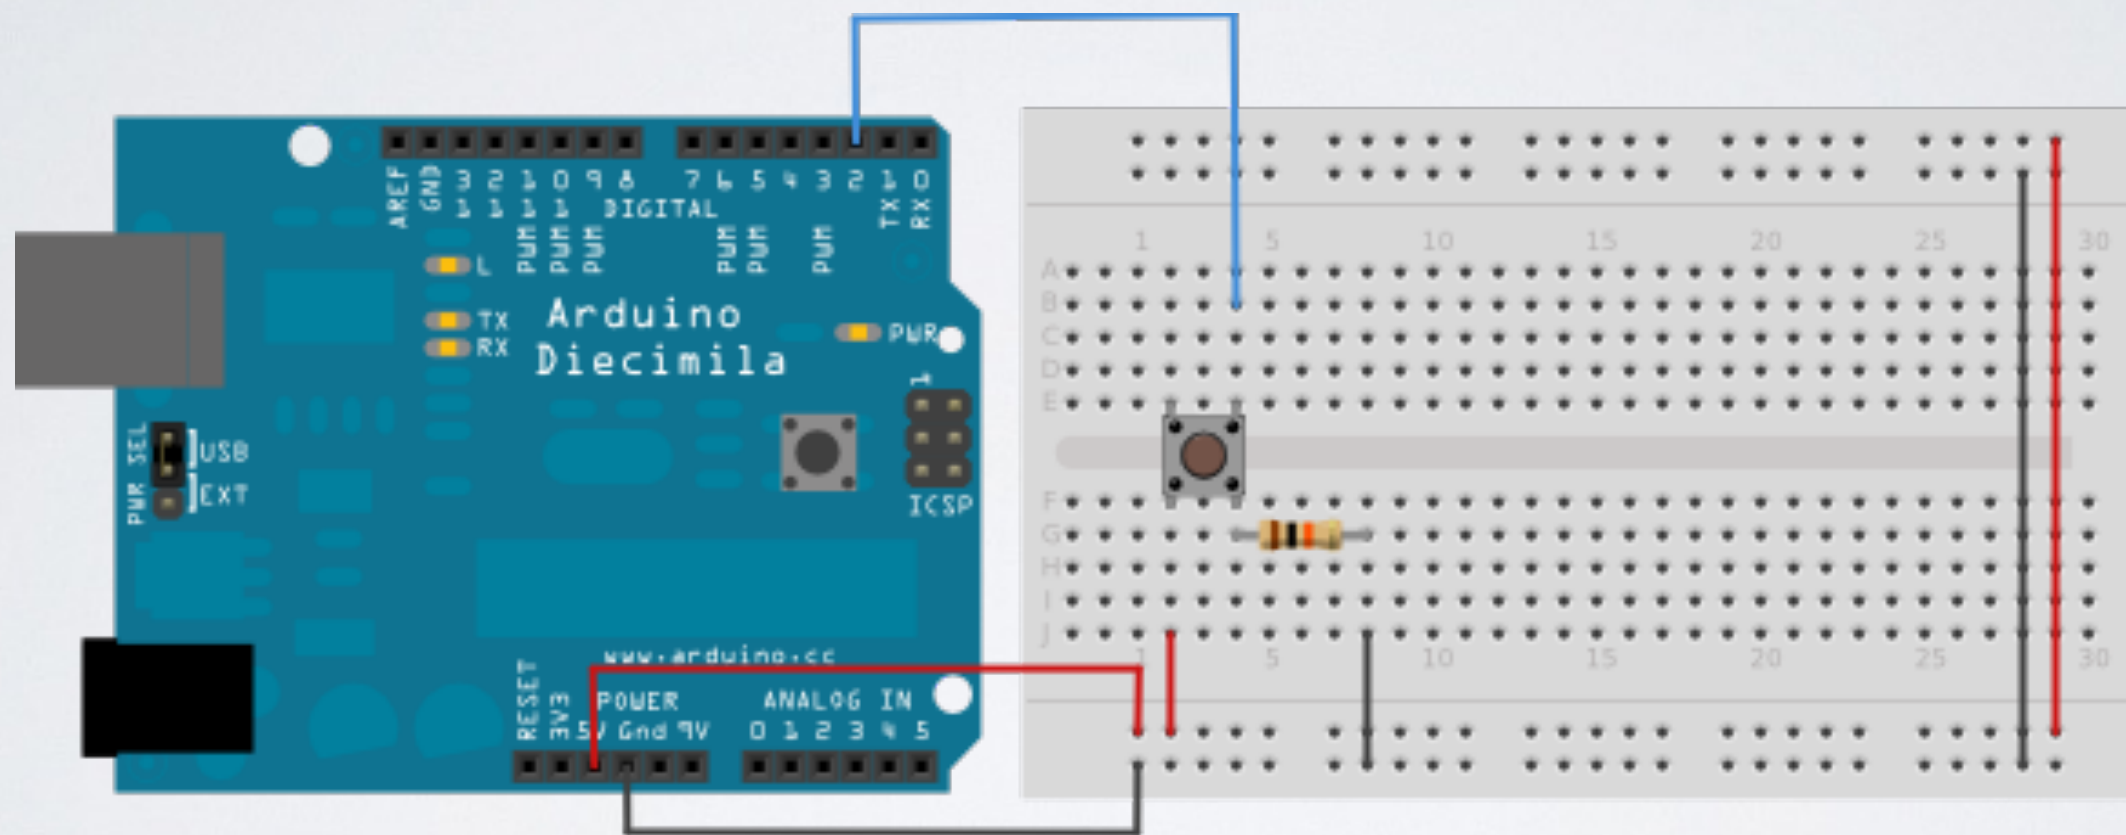 AREF GND 13 12 11 10 9 8 7 6 5 4 3 2 1 0
TX RX
DIGITAL
PWM PWM PWM PWM PWM PWM
L
TX
RX
Arduino
Diecimila
PWR
1
ICSP
PWR SEL
USB
EXT
www.arduino.cc
RESET 3V3
POWER
5V Gnd 9V
ANALOG IN
0 1 2 3 4 5
1 5 10 15 20 25 30
A
B
C
D
E
F
G
H
I
J
1 5 10 15 20 25 30